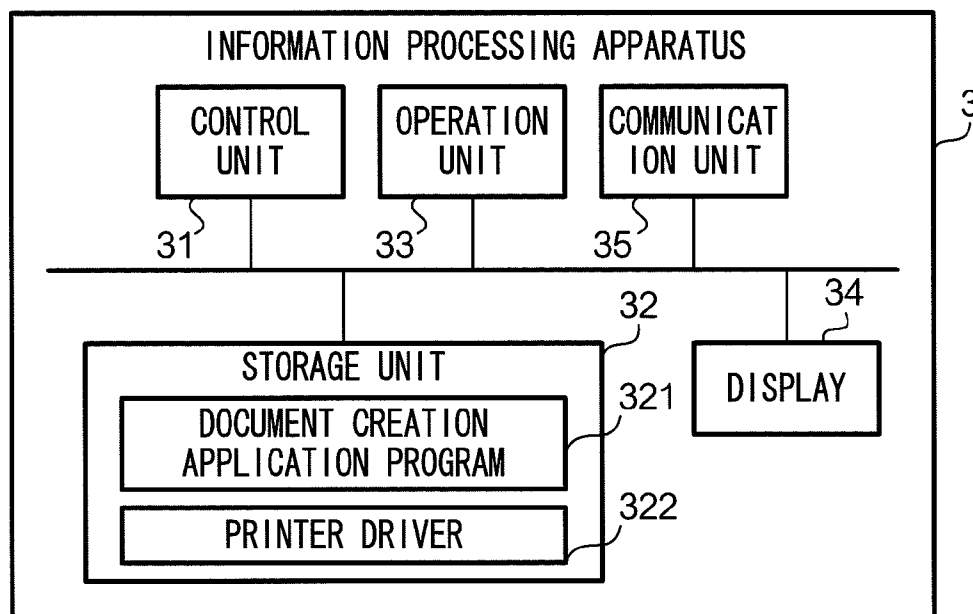 INFORMATION PROCESSING APPARATUS
CONTROL
UNIT
OPERATION
UNIT
COMMUNICAT
ION UNIT
3
31
33
35
34
32
STORAGE UNIT
DISPLAY
DOCUMENT CREATION
APPLICATION PROGRAM
321
PRINTER DRIVER
322